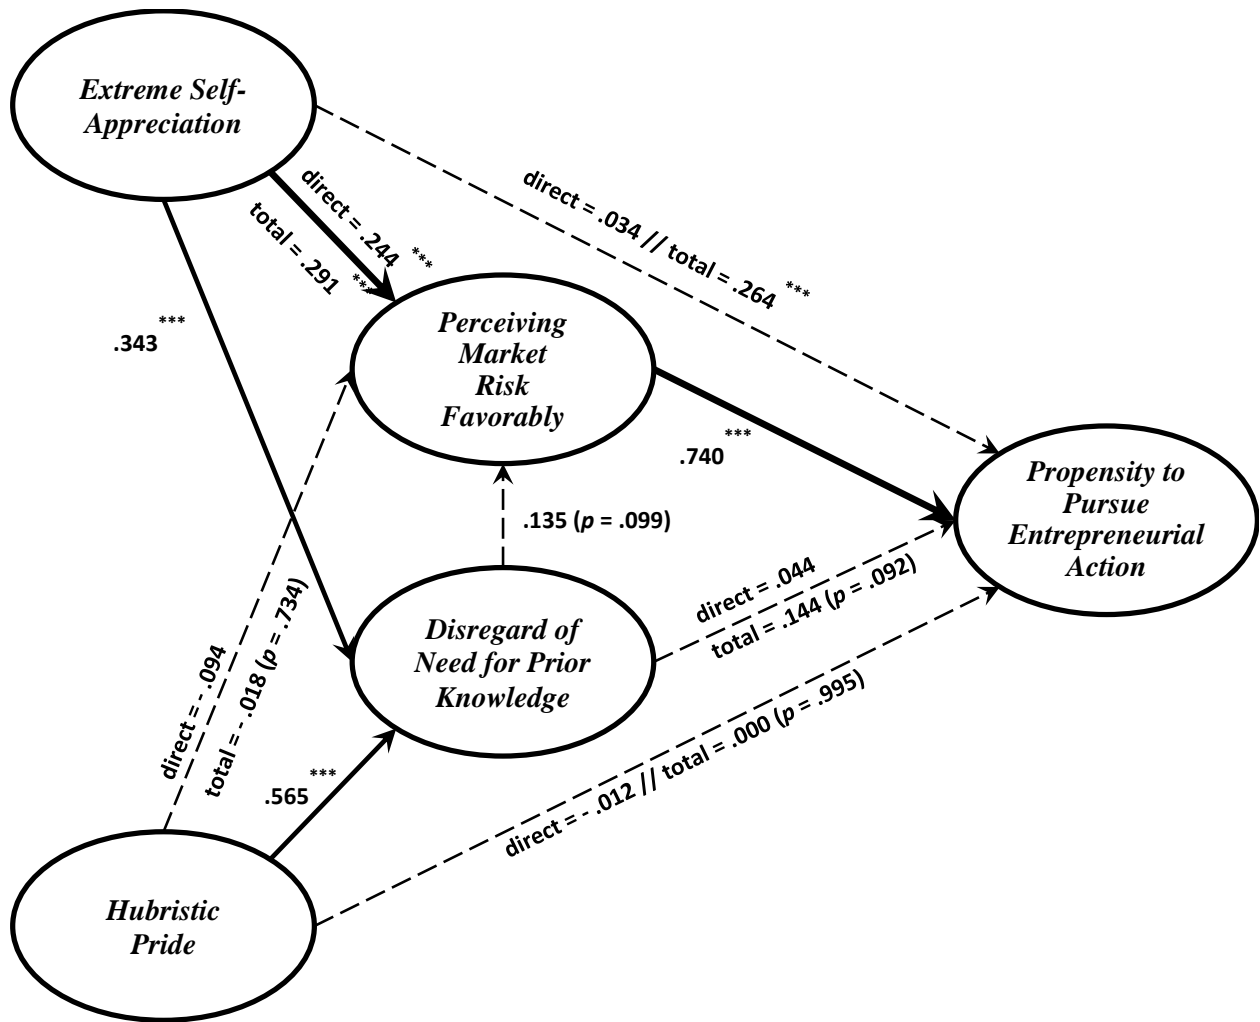 Extreme Self-
Appreciation
direct = .034 // total = .264 ***
direct = .244 ***
total = .291 ***
.343***
Perceiving
Market
Risk
Favorably
.740***
Propensity to
Pursue
Entrepreneurial
Action
.135 (p = .099)
direct = .044
total = .144 (p = .092)
Disregard of
Need for Prior
Knowledge
direct = - .094
total = - .018 (p = .734)
.565***
direct = - .012 // total = .000 (p = .995)
Hubristic
Pride